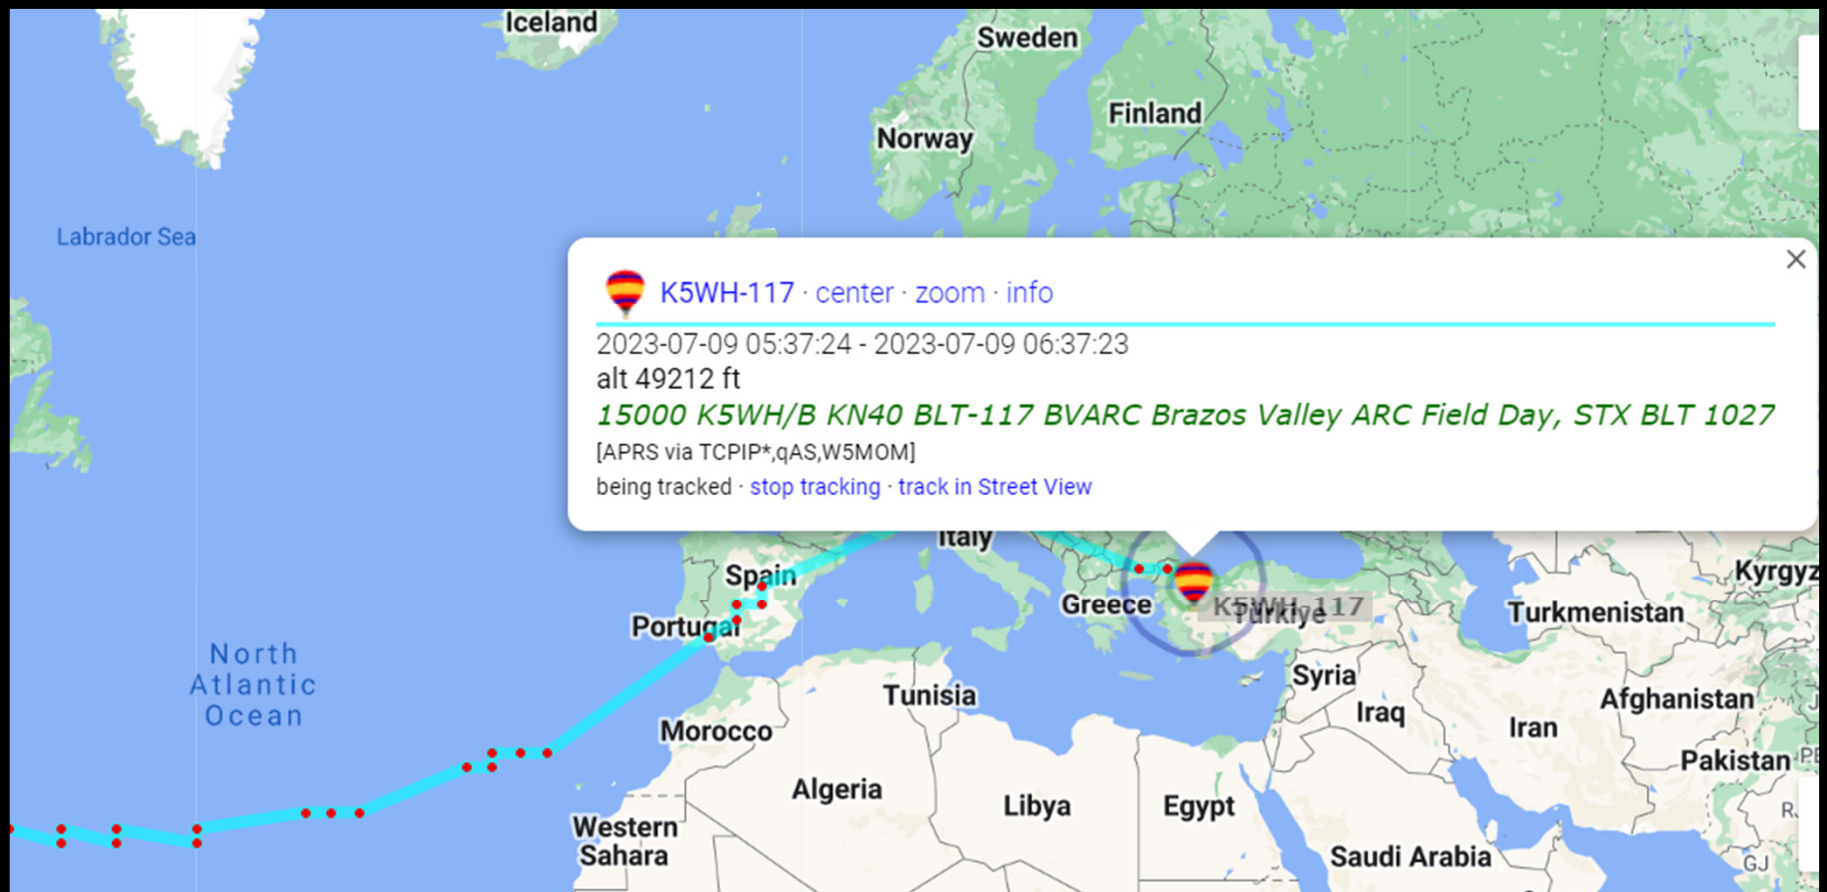 Iceland
Sweden
Finland
Norway
Labrador Sea
K5WH-117 · center · zoom · info
2023-07-09 05:37:24 - 2023-07-09 06:37:23
alt 49212 ft
15000 K5WH/B KN40 BLT-117 BVARC Brazos Valley ARC Field Day, STX BLT 1027
[APRS via TCPIP*,qAS,W5MOM]
being tracked · stop tracking · track in Street View
Italy
Spain
Kyrgyz
Greece
K5WH-117
Türkiye
Turkmenistan
Portugal
North
Atlantic
Ocean
Syria
Tunisia
Afghanistan
Iraq
Iran
Morocco
Pakistan
PE
Algeria
Libya
Egypt
RJ
Western
Sahara
Saudi Arabia
GJ